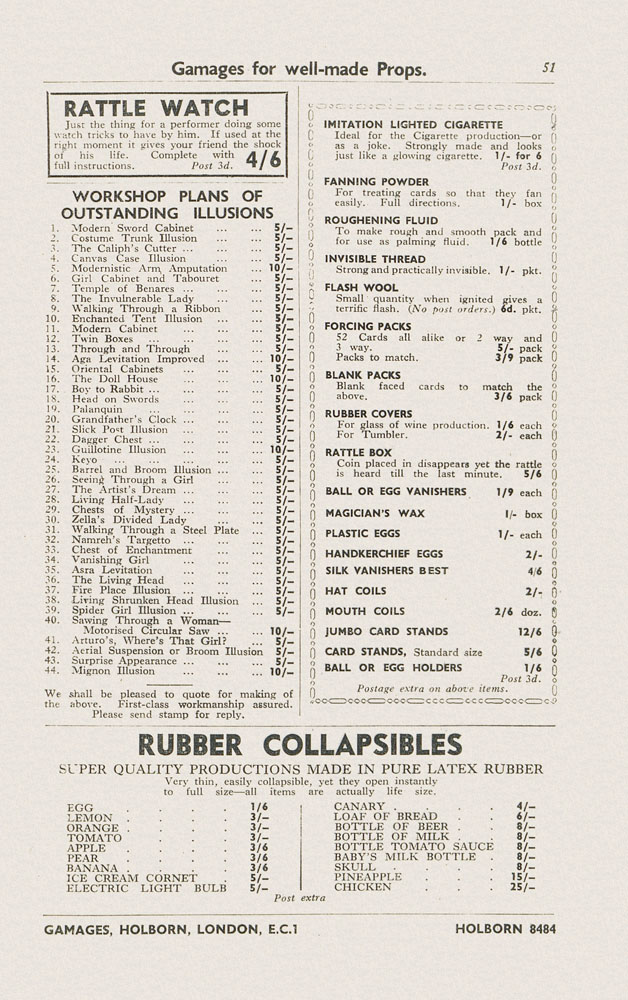 Gamages for well-made Props.
51
RATTLE WATCH
Just the thing for a performer doing some
watch tricks to have by him. If used at the
right moment it gives your friend the shock
of his life. Complete with
full instructions. Post 3d. 4/6
WORKSHOP PLANS OF
OUTSTANDING ILLUSIONS
1. Modern Sword Cabinet ... ... 5/–
2. Costume Trunk Illusion ... ... 5/–
3. The Caliph's Cutter ... ... ... 5/–
4. Canvas Case Illusion ... ... 5/–
5. Modernistic Arm Amputation ... 10/–
6. Girl Cabinet and Tabouret ... 5/–
7. Temple of Benares ... ... ... 5/–
8. The Invulnerable Lady ... ... 5/–
9. Walking Through a Ribbon ... 5/–
10. Enchanted Tent Illusion ... ... 10/–
11. Modern Cabinet ... ... ... 5/–
12. Twin Boxes ... ... ... ... 5/–
13. Through and Through ... ... 5/–
14. Aga Levitation Improved ... ... 10/–
15. Oriental Cabinets ... ... ... 5/–
16. The Doll House ... ... ... 10/–
17. Boy to Rabbit ... ... ... ... 5/–
18. Head on Swords ... ... ... 5/–
19. Palanquin ... ... ... ... 5/–
20. Grandfather's Clock ... ... ... 5/–
21. Slick Post Illusion ... ... ... 5/–
22. Dagger Chest ... ... ... ... 5/–
23. Guillotine Illusion ... ... ... 10/–
24. Keyo ... ... ... ... ... 5/–
25. Barrel and Broom Illusion ... ... 5/–
26. Seeing Through a Girl ... ... 5/–
27. The Artist's Dream ... ... ... 5/–
28. Living Half-Lady ... ... ... 5/–
29. Chests of Mystery ... ... ... 5/–
30. Zella's Divided Lady ... ... 5/–
31. Walking Through a Steel Plate ... 5/–
32. Namreh's Targetto ... ... ... 5/–
33. Chest of Enchantment ... ... 5/–
34. Vanishing Girl ... ... ... 5/–
35. Asra Levitation ... ... ... 5/–
36. The Living Head ... ... ... 5/–
37. Fire Place Illusion ... ... ... 5/–
38. Living Shrunken Head Illusion ... 5/–
39. Spider Girl Illusion ... ... ... 5/–
40. Sawing Through a Woman—
Motorised Circular Saw ... ... 10/–
41. Arturo's, Where's That Girl? ... 5/–
42. Aerial Suspension or Broom Illusion 5/–
43. Surprise Appearance ... ... ... 5/–
44. Mignon Illusion ... ... ... 10/–
We shall be pleased to quote for making of
the above. First-class workmanship assured.
Please send stamp for reply.
IMITATION LIGHTED CIGARETTE
Ideal for the Cigarette production—or
as a joke. Strongly made and looks
just like a glowing cigarette. 1/- for 6
Post 3d.
FANNING POWDER
For treating cards so that they fan
easily. Full directions. 1/- box
ROUGHENING FLUID
To make rough and smooth pack and
for use as palming fluid. 1/6 bottle
INVISIBLE THREAD
Strong and practically invisible. 1/- pkt.
FLASH WOOL
Small quantity when ignited gives a
terrific flash. (No post orders.) 6d. pkt.
FORCING PACKS
52 Cards all alike or 2 way and
3 way. 5/- pack
Packs to match. 3/9 pack
BLANK PACKS
Blank faced cards to match the
above. 3/6 pack
RUBBER COVERS
For glass of wine production. 1/6 each
For Tumbler. 2/- each
RATTLE BOX
Coin placed in disappears yet the rattle
is heard till the last minute. 5/6
BALL OR EGG VANISHERS 1/9 each
MAGICIAN'S WAX 1/- box
PLASTIC EGGS 1/- each
HANDKERCHIEF EGGS 2/-
SILK VANISHERS BEST 4/6
HAT COILS 2/-
MOUTH COILS 2/6 doz.
JUMBO CARD STANDS 12/6
CARD STANDS, Standard size 5/6
BALL OR EGG HOLDERS 1/6
Post 3d.
Postage extra on above items.
RUBBER COLLAPSIBLES
SUPER QUALITY PRODUCTIONS MADE IN PURE LATEX RUBBER
Very thin, easily collapsible, yet they open instantly
to full size—all items are actually life size.
EGG . . . . 1/6
LEMON . . . . 3/–
ORANGE . . . . 3/–
TOMATO . . . . 3/–
APPLE . . . . 3/6
PEAR . . . . 3/6
BANANA . . . . 3/6
ICE CREAM CORNET . . 5/–
ELECTRIC LIGHT BULB 5/–
CANARY . . . . 4/–
LOAF OF BREAD . . 6/–
BOTTLE OF BEER . . 8/–
BOTTLE OF MILK . . 8/–
BOTTLE TOMATO SAUCE 8/–
BABY'S MILK BOTTLE . 8/–
SKULL . . . . 8/–
PINEAPPLE . . . 15/–
CHICKEN . . . 25/–
Post extra
GAMAGES, HOLBORN, LONDON, E.C.1
HOLBORN 8484